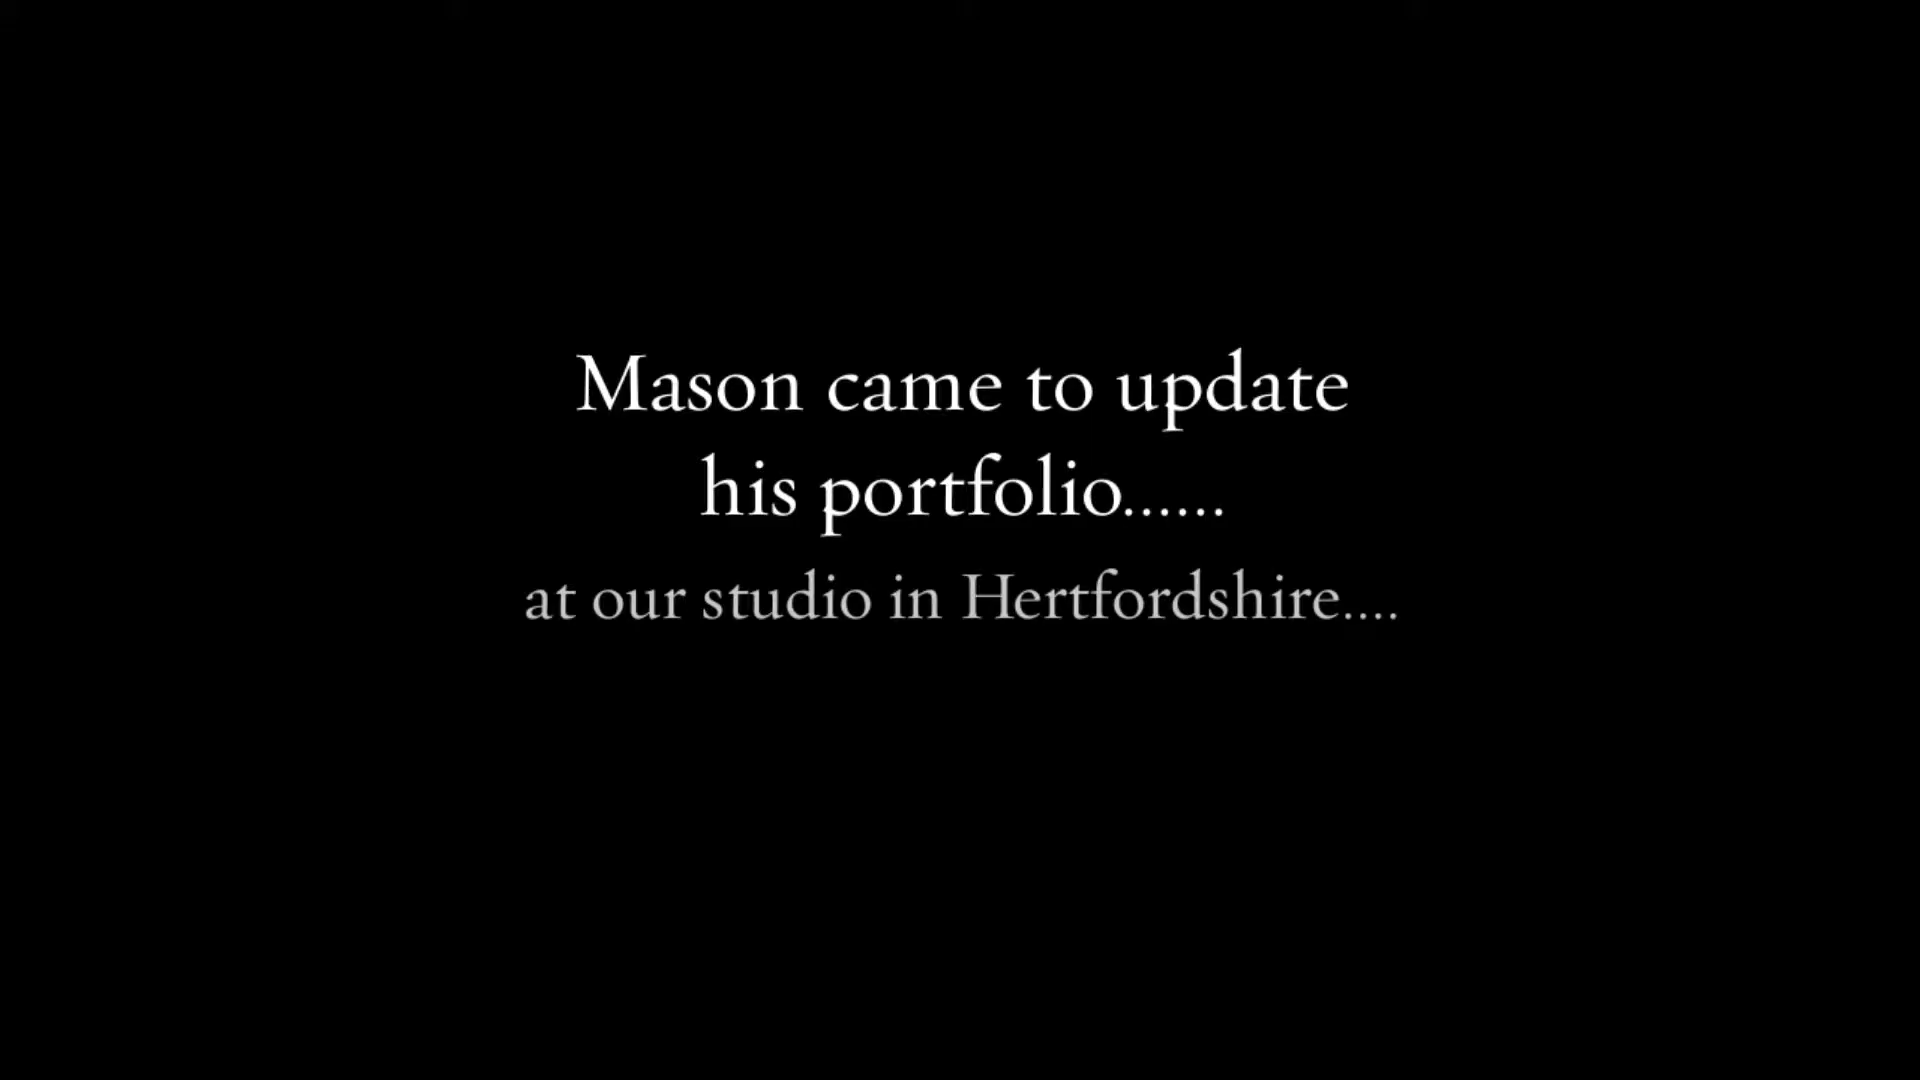 Mason came to update
his portfolio......
at our studio in Hertfordshire....